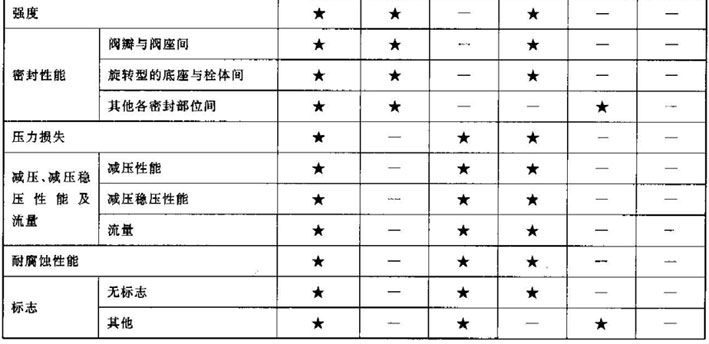 强度 ★ ★ — ★ — —
密封性能 阀瓣与阀座间 ★ ★ — ★ — —
旋转型的底座与栓体间 ★ ★ — ★ — —
其他各密封部位间 ★ ★ — — ★ —
压力损失 ★ — ★ ★ — —
减压、减压稳
压性能及
流量
减压性能 ★ — ★ ★ — —
减压稳压性能 ★ — ★ ★ — —
流量 ★ — ★ ★ — —
耐腐蚀性能 ★ — ★ ★ — —
标志 无标志 ★ — ★ ★ — —
其他 ★ — ★ — ★ —